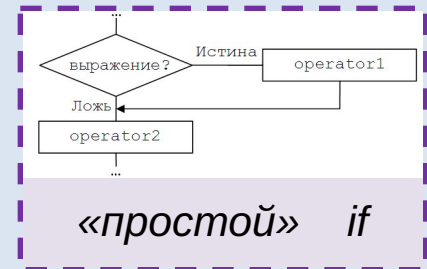 ...
выражение?
Истина
operator1
Ложь
operator2
...
«простой» if